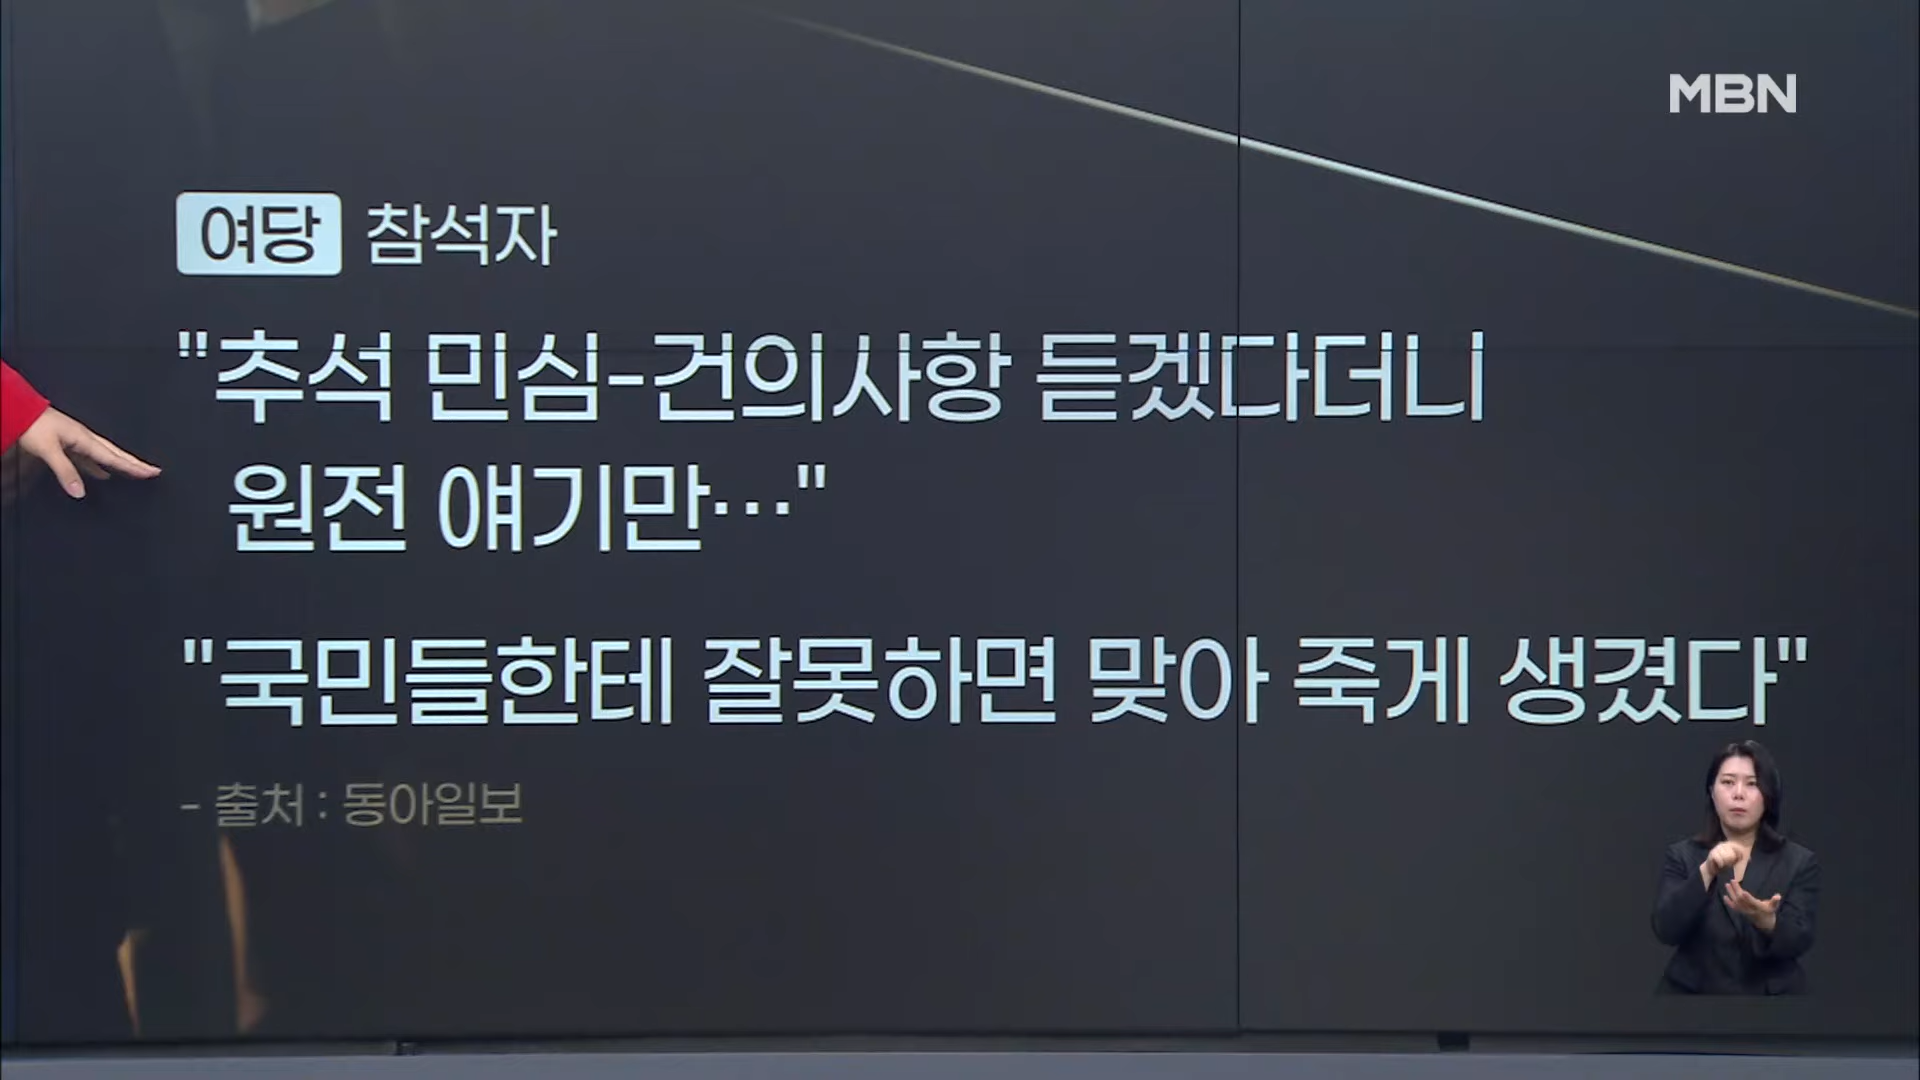 MBN
여당 참석자
"추석 민심-건의사항 듣겠다더니
원전 얘기만…"
"국민들한테 잘못하면 맞아 죽게 생겼다"
- 출처 : 동아일보